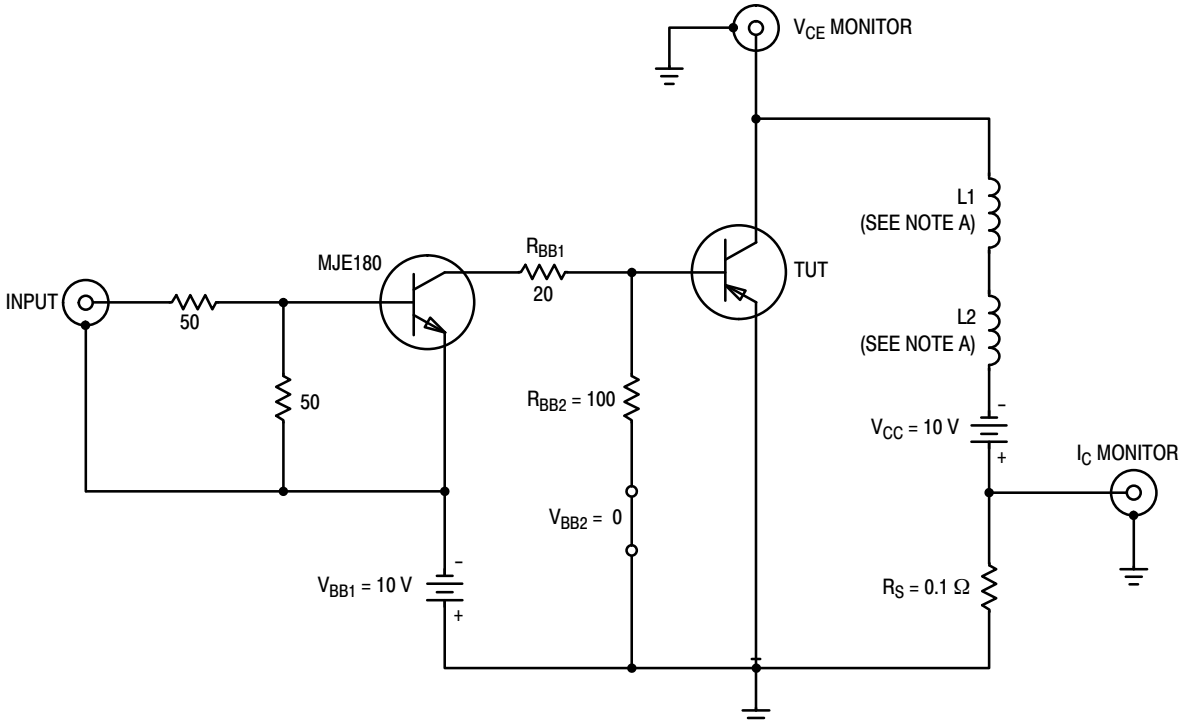 V_CE MONITOR
L1
(SEE NOTE A)
R_BB1
MJE180
TUT
20
INPUT
50
L2
(SEE NOTE A)
50
R_BB2 = 100
−
V_CC = 10 V
+
I_C MONITOR
V_BB2 = 0
−
V_BB1 = 10 V
+
R_S = 0.1 Ω